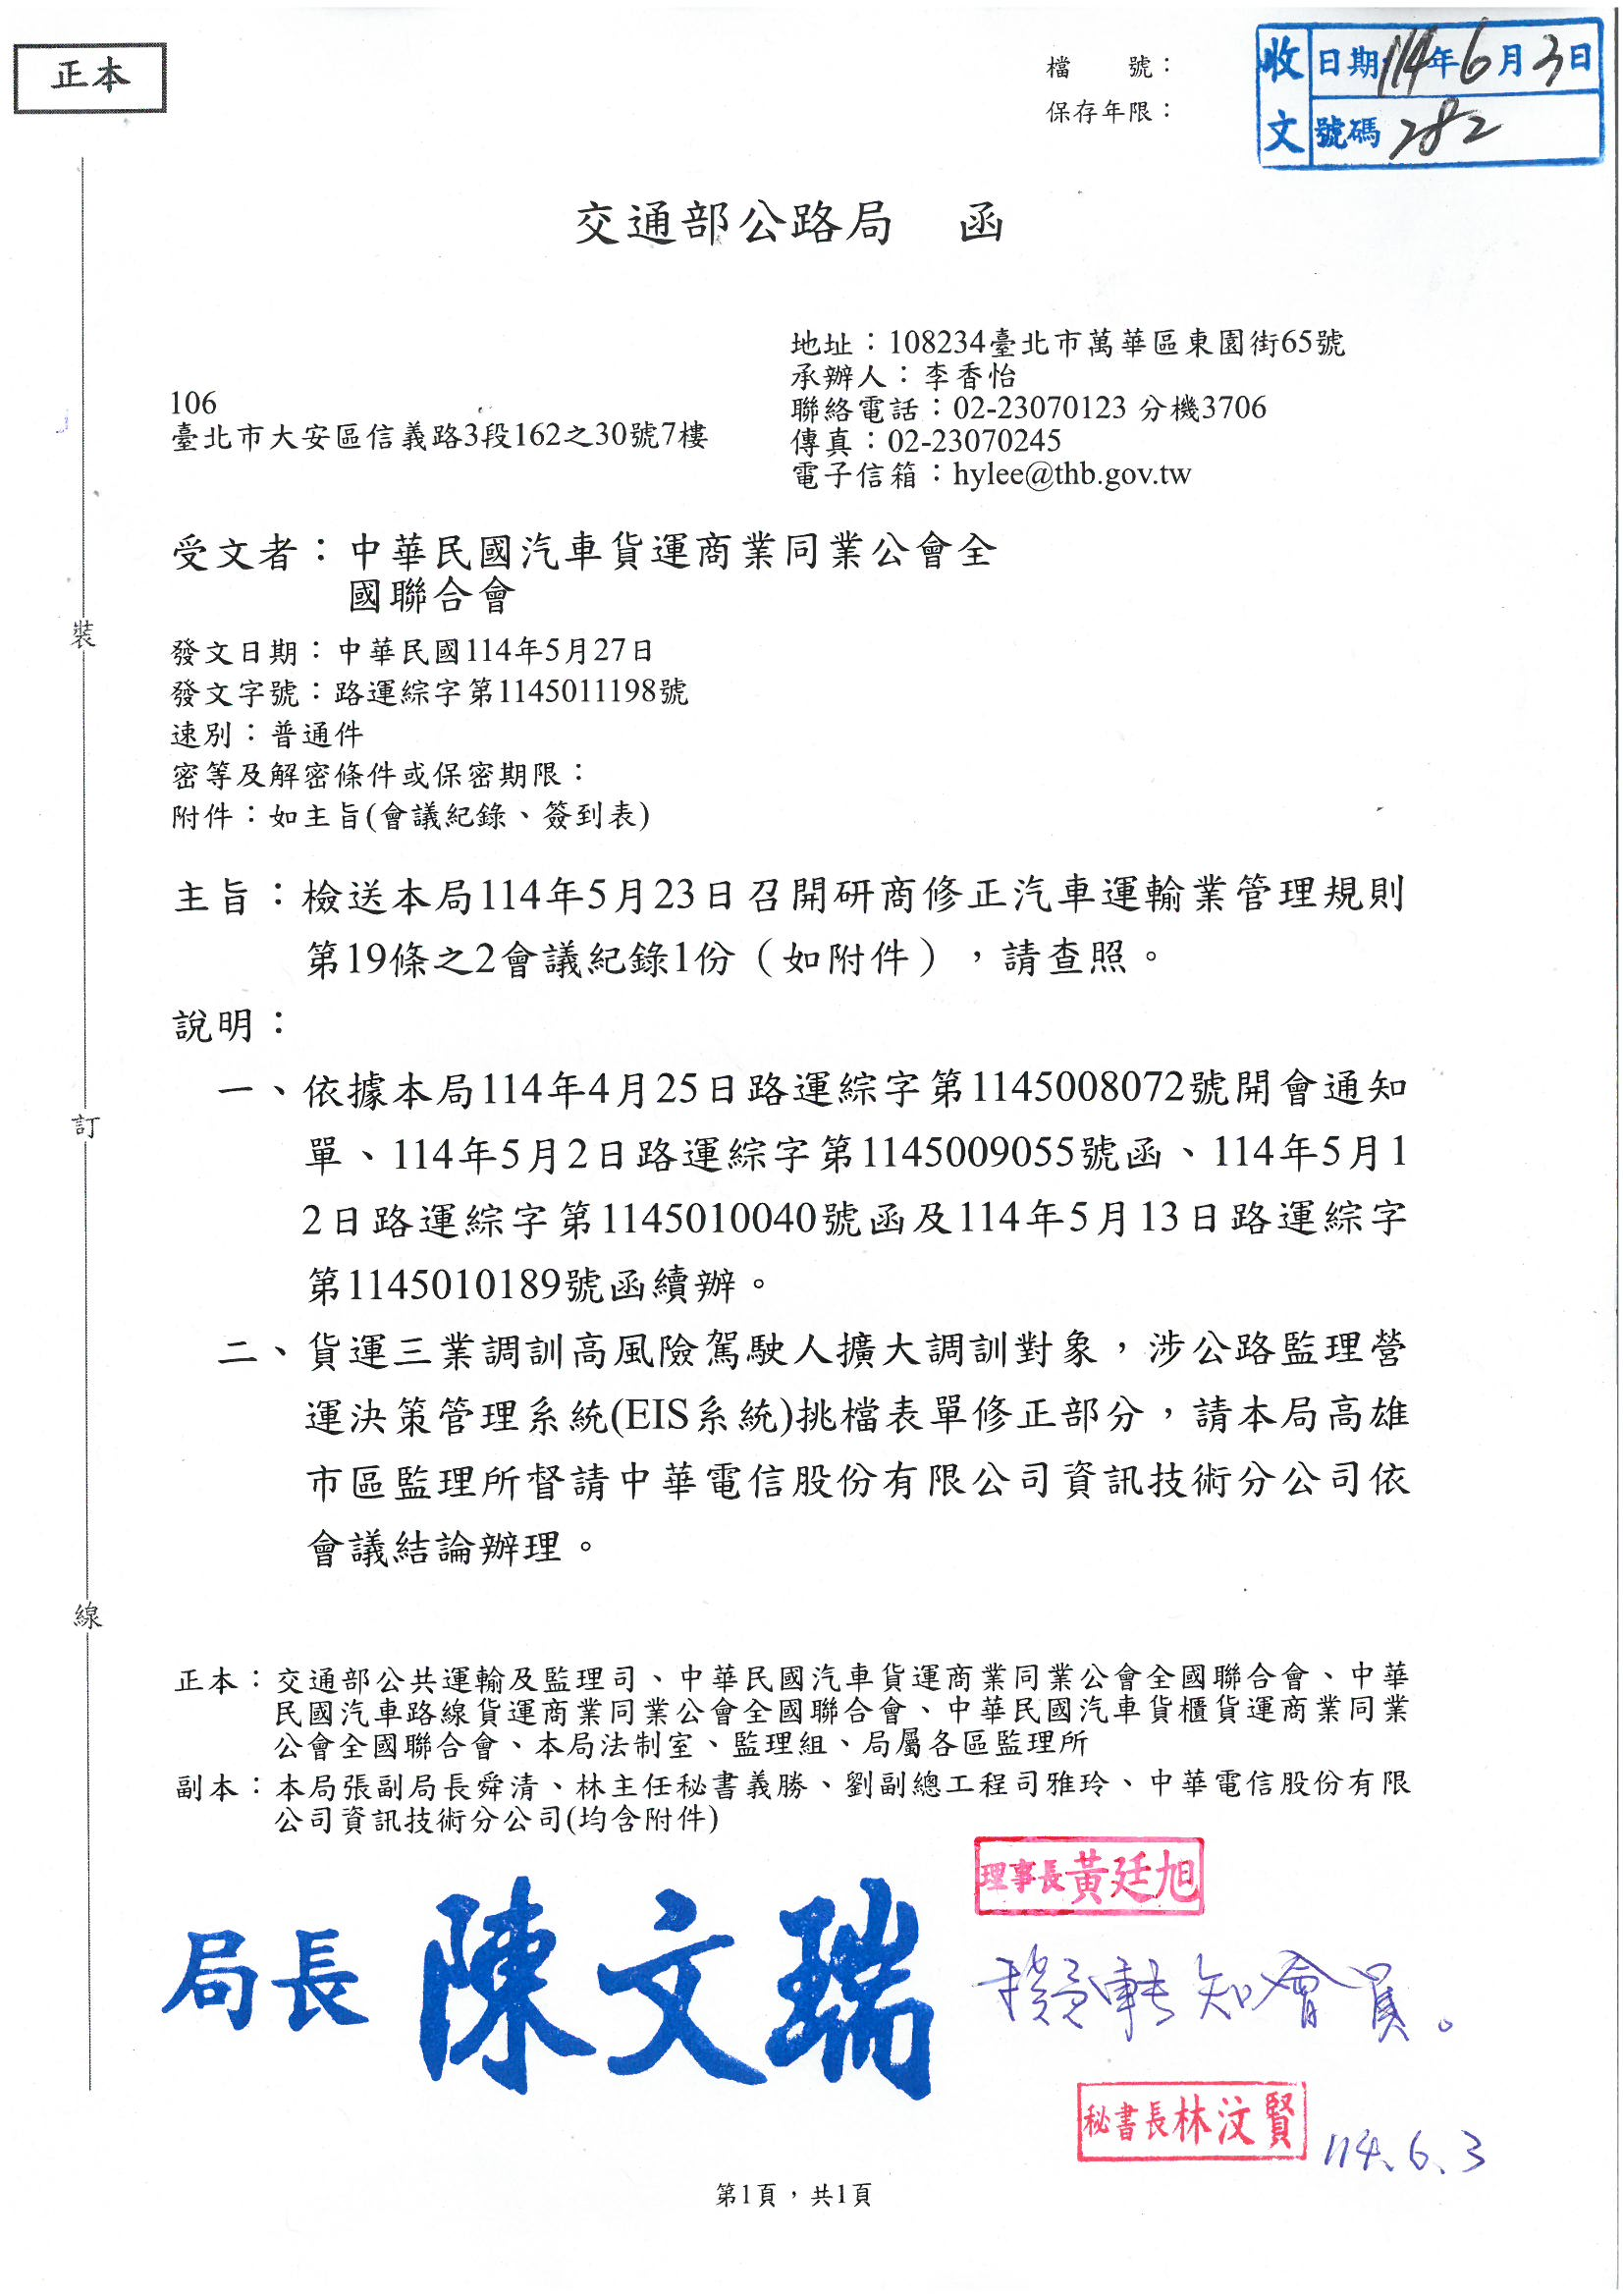 正本
檔　　號：
保存年限：
收文 日期114年6月3日
號碼 282
交通部公路局　函
地址：108234臺北市萬華區東園街65號
承辦人：李香怡
聯絡電話：02-23070123 分機3706
傳真：02-23070245
電子信箱：hylee@thb.gov.tw
106
臺北市大安區信義路3段162之30號7樓
受文者：中華民國汽車貨運商業同業公會全
國聯合會
發文日期：中華民國114年5月27日
發文字號：路運綜字第1145011198號
速別：普通件
密等及解密條件或保密期限：
附件：如主旨(會議紀錄、簽到表)
主旨：檢送本局114年5月23日召開研商修正汽車運輸業管理規則
第19條之2會議紀錄1份（如附件），請查照。
說明：
一、依據本局114年4月25日路運綜字第1145008072號開會通知
單、114年5月2日路運綜字第1145009055號函、114年5月1
2日路運綜字第1145010040號函及114年5月13日路運綜字
第1145010189號函續辦。
二、貨運三業調訓高風險駕駛人擴大調訓對象，涉公路監理營
運決策管理系統(EIS系統)挑檔表單修正部分，請本局高雄
市區監理所督請中華電信股份有限公司資訊技術分公司依
會議結論辦理。
裝
訂
線
正本：交通部公共運輸及監理司、中華民國汽車貨運商業同業公會全國聯合會、中華
民國汽車路線貨運商業同業公會全國聯合會、中華民國汽車貨櫃貨運商業同業
公會全國聯合會、本局法制室、監理組、局屬各區監理所
副本：本局張副局長舜清、林主任秘書義勝、劉副總工程司雅玲、中華電信股份有限
公司資訊技術分公司(均含附件)
理事長黃廷旭
局長 陳文瑞
轉知會員。
秘書長林汶賢
114.6.3
第1頁，共1頁